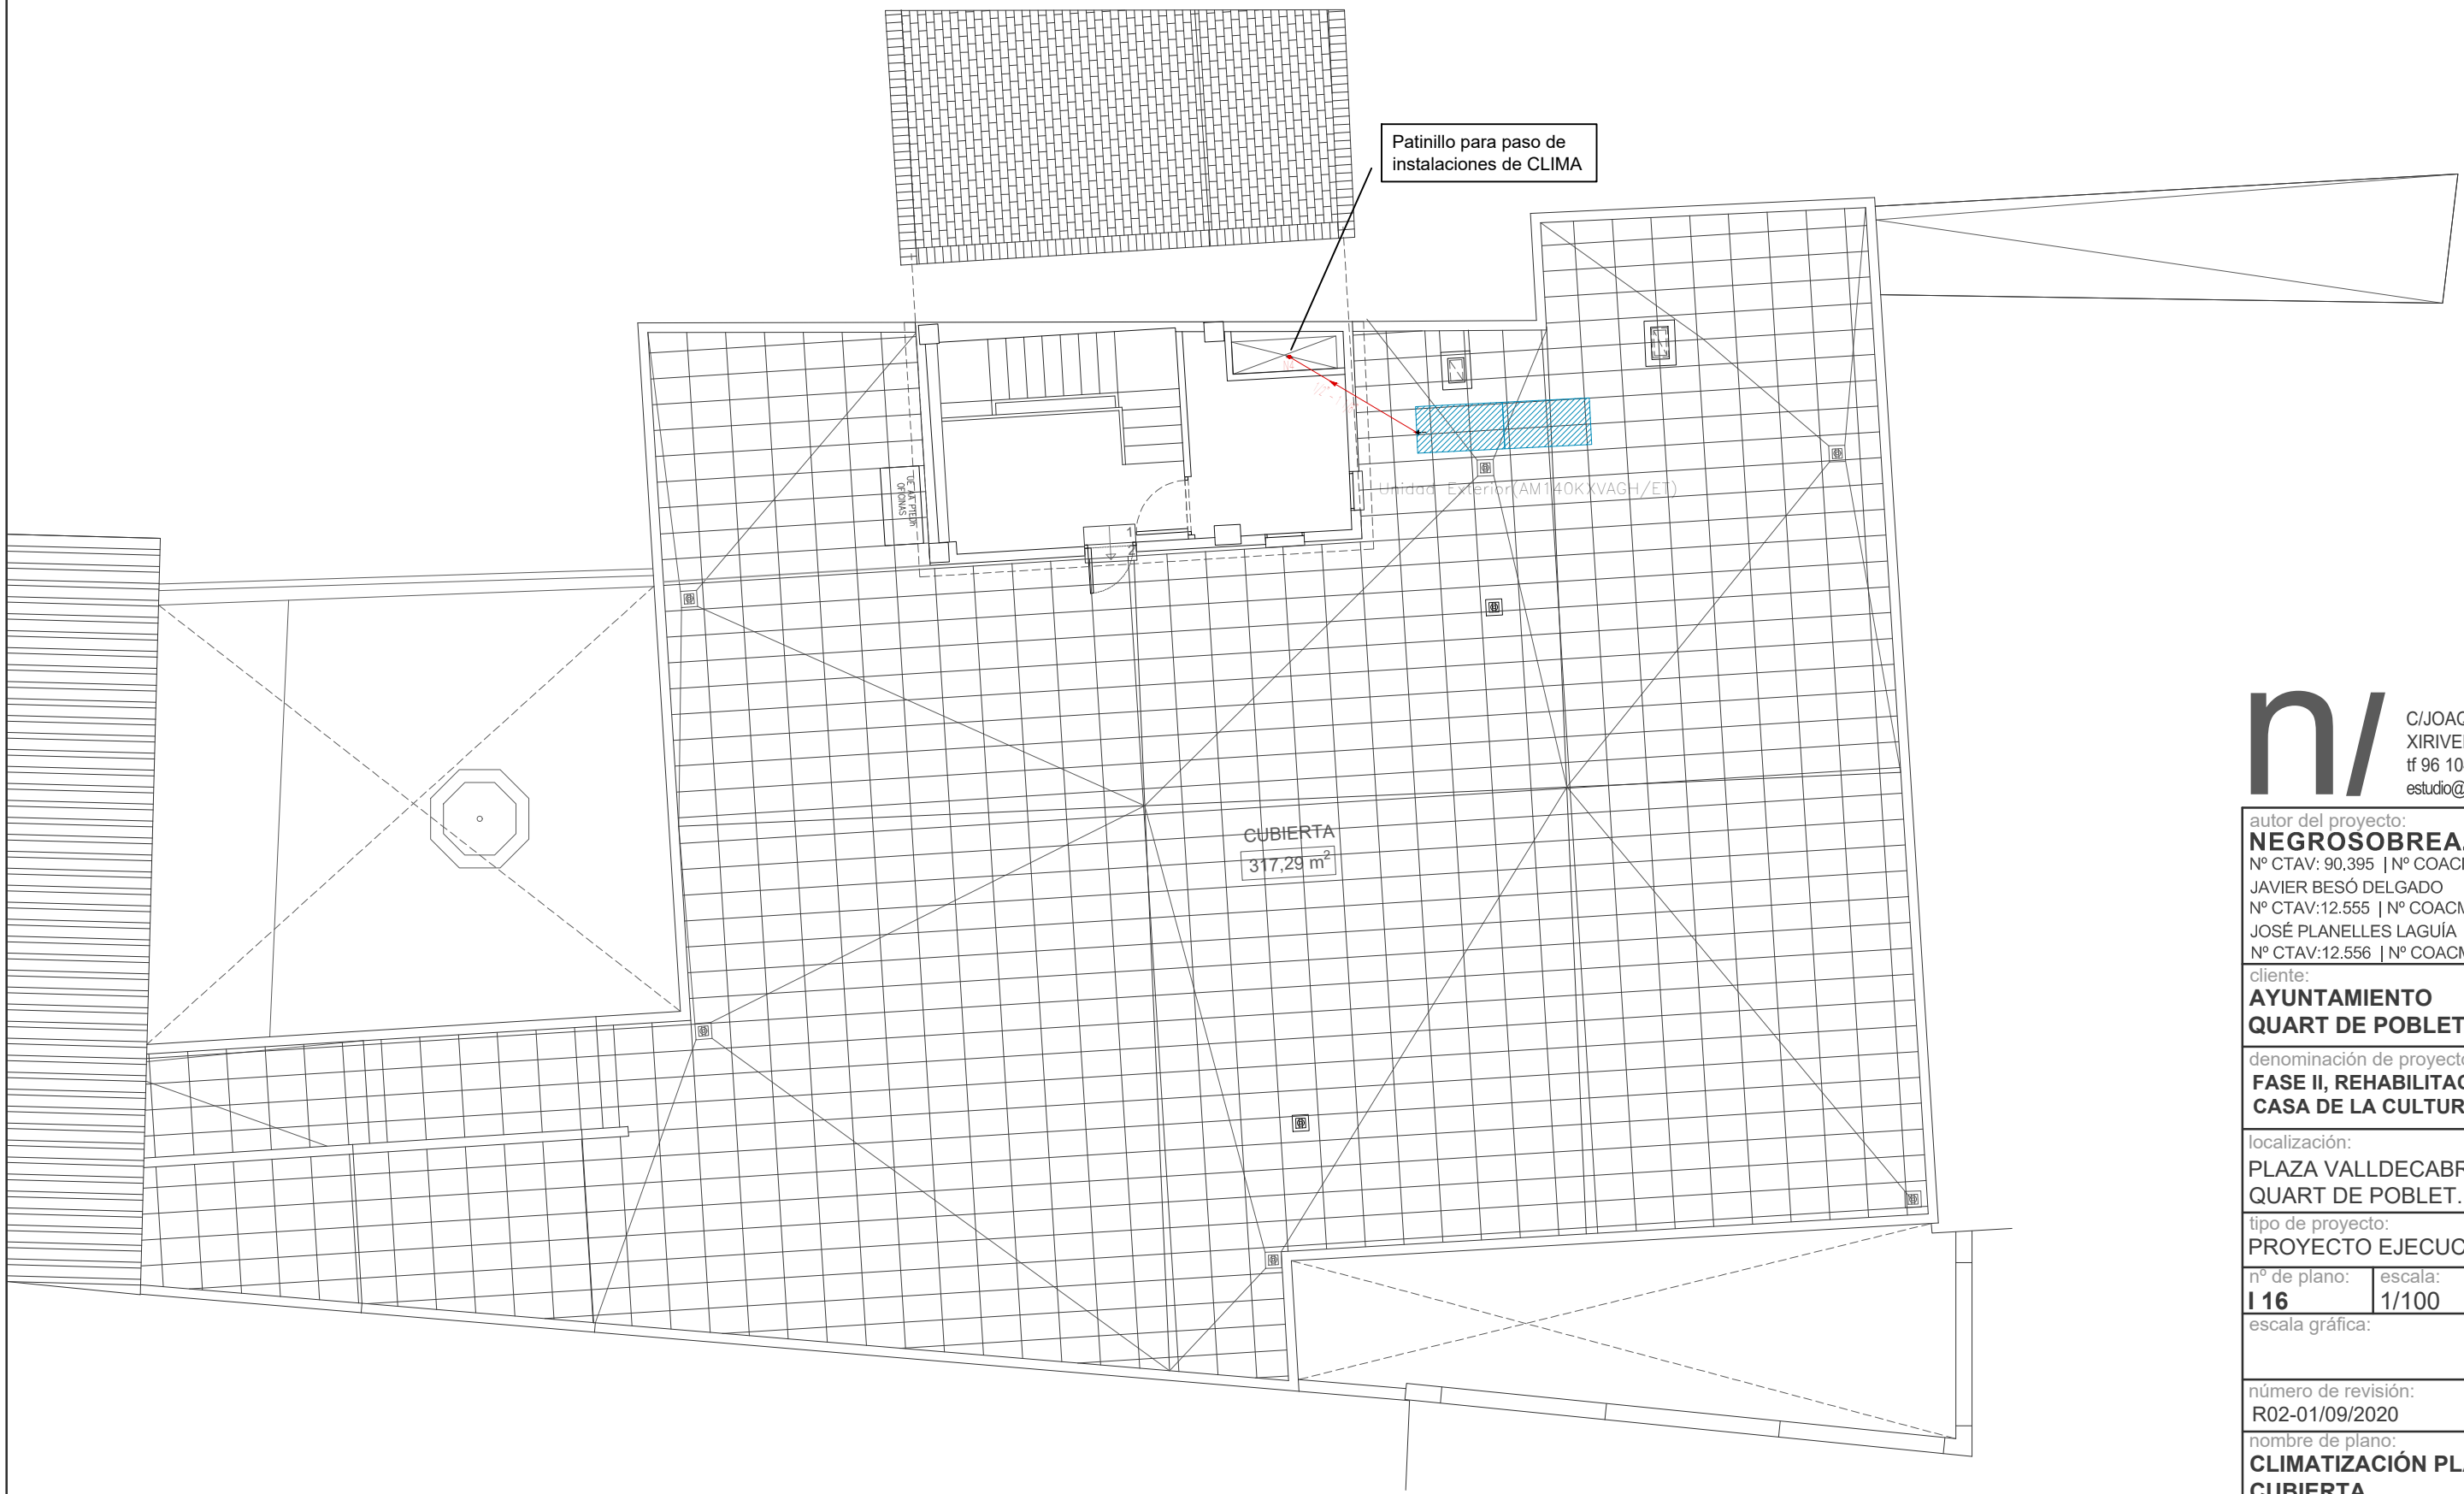 Patinillo para paso de
instalaciones de CLIMA
Unidad Exterior(AM140KXVAGH/ET)
OFICINAS
1
2
CUBIERTA
317,29 m²
n/
C/JOAQ
XIRIVE
tf 96 10
estudio@
autor del proyecto:
NEGROSOBREA
Nº CTAV: 90.395 | Nº COAC
JAVIER BESÓ DELGADO
Nº CTAV:12.555 | Nº COACM
JOSÉ PLANELLES LAGUÍA
Nº CTAV:12.556 | Nº COACM
cliente:
AYUNTAMIENTO
QUART DE POBLET
denominación de proyecto
FASE II, REHABILITAC
CASA DE LA CULTUR
localización:
PLAZA VALLDECABR
QUART DE POBLET.
tipo de proyecto:
PROYECTO EJECUC
nº de plano:
I 16
escala:
1/100
escala gráfica:
número de revisión:
R02-01/09/2020
nombre de plano:
CLIMATIZACIÓN PLA
CUBIERTA